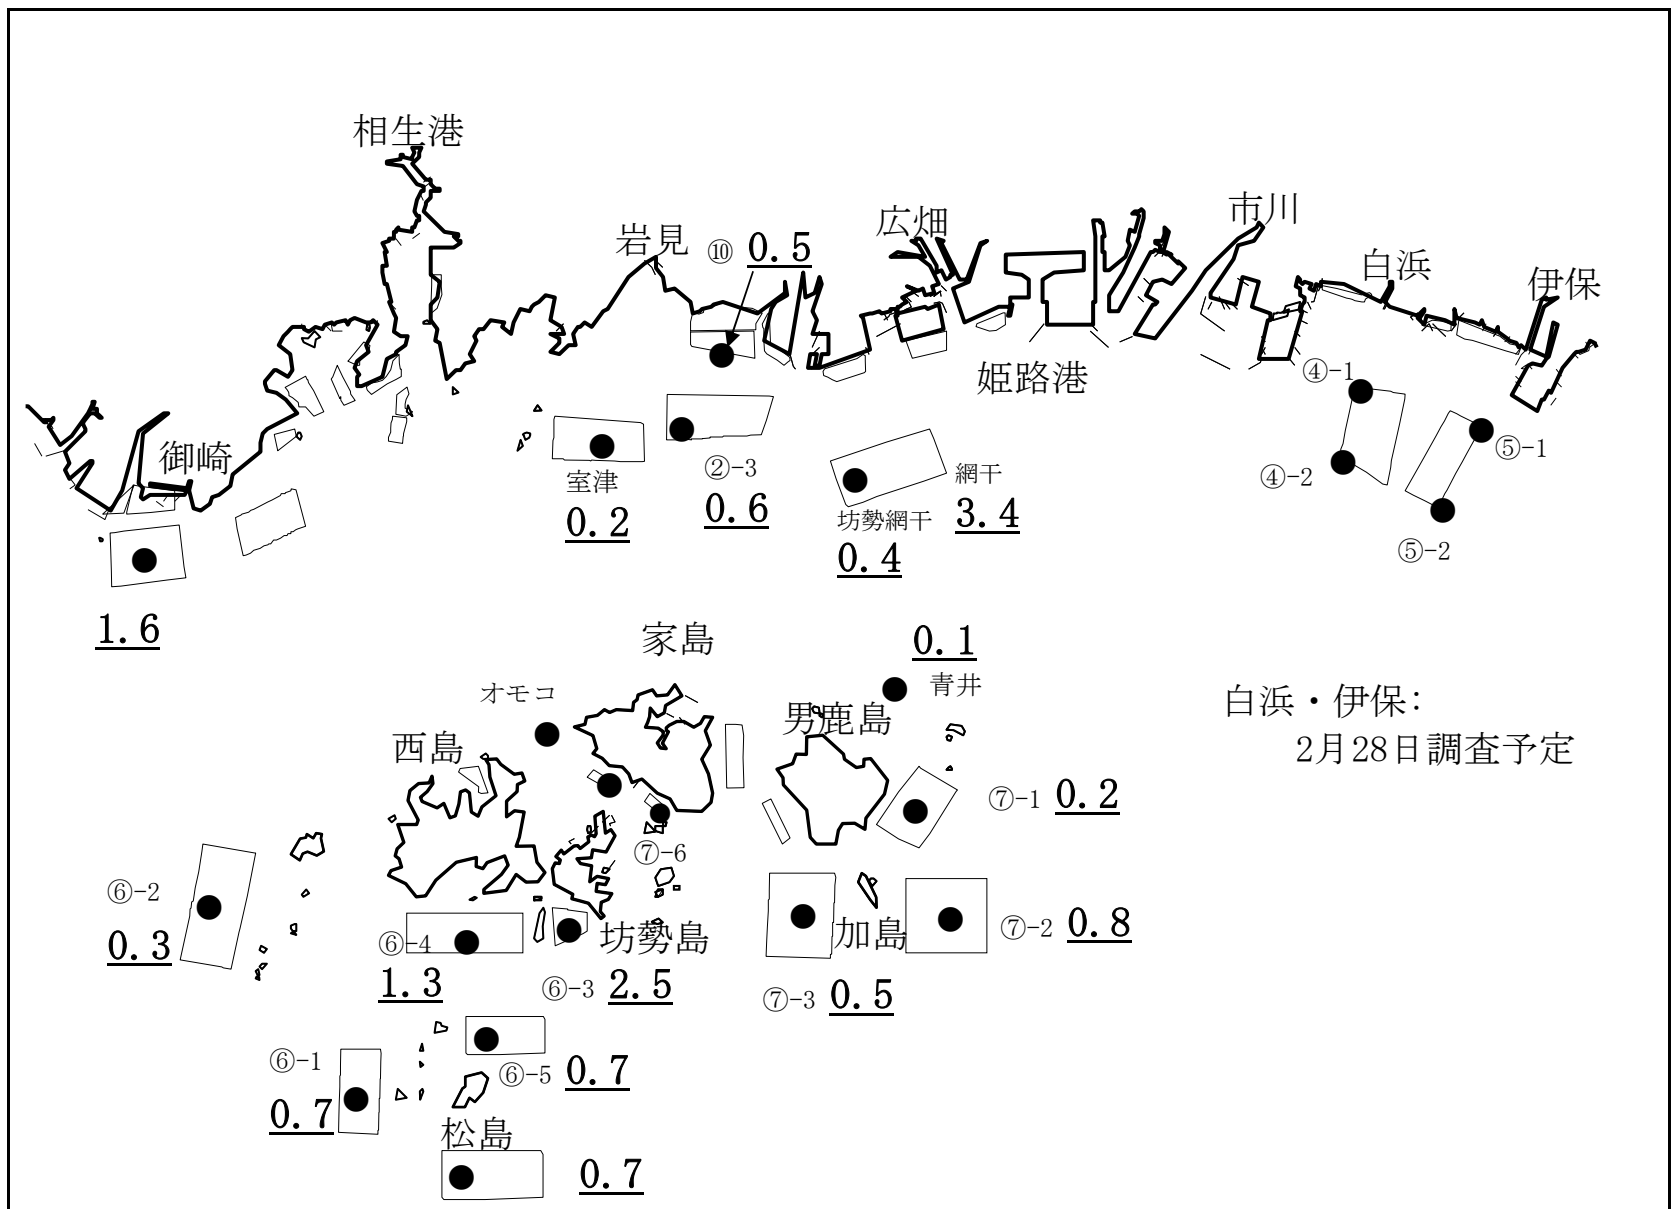 相生港
市川
広畑
岩見 ⑩ 0.5
白浜
伊保
姫路港
④-1
御崎
⑤-1
②-3
室津
網干
④-2
0.6
3.4
0.2
坊勢網干
0.4
⑤-2
1.6
家島
0.1
オモコ
青井
白浜・伊保:
男鹿島
西島
2月28日調査予定
⑦-1 0.2
⑦-6
⑥-2
0.3
⑥-4
坊勢島
加島
⑦-2 0.8
1.3
⑥-3 2.5
⑦-3 0.5
⑥-1
⑥-5 0.7
0.7
松島
0.7